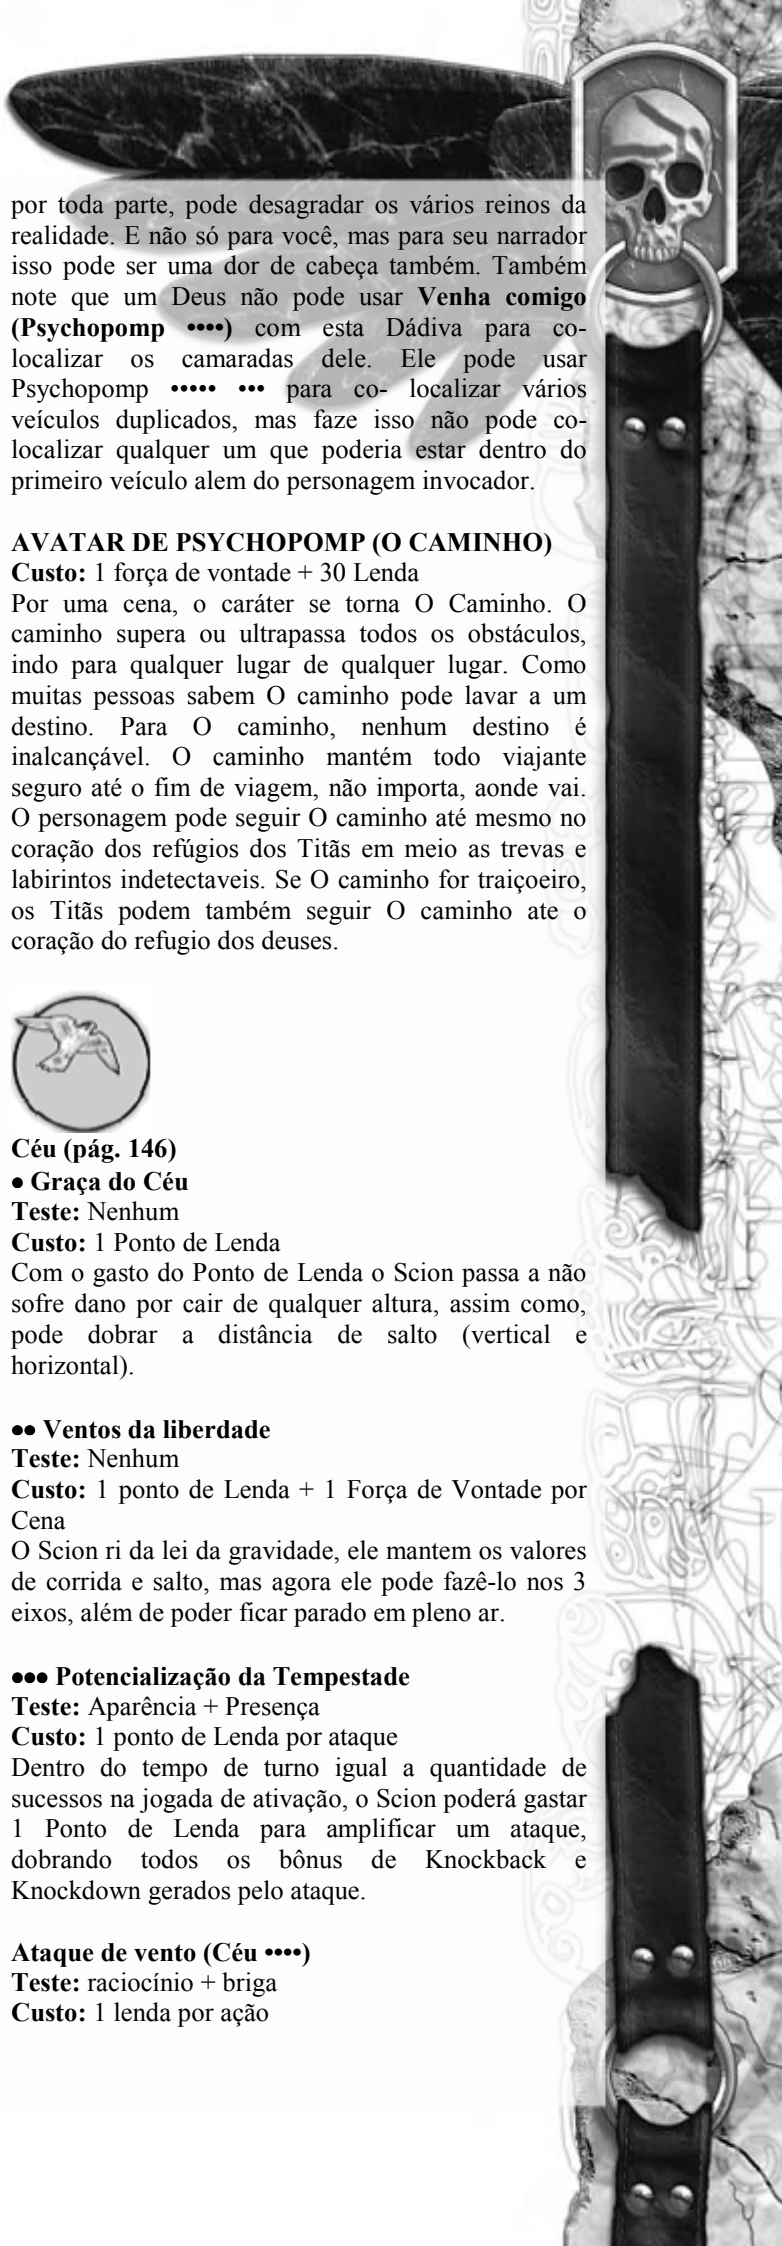 por toda parte, pode desagradar os vários reinos da
realidade. E não só para você, mas para seu narrador
isso pode ser uma dor de cabeça também. Também
note que um Deus não pode usar Venha comigo
(Psychopomp ••••) com esta Dádiva para co-
localizar os camaradas dele. Ele pode usar
Psychopomp ••••• ••• para co- localizar vários
veículos duplicados, mas faze isso não pode co-
localizar qualquer um que poderia estar dentro do
primeiro veículo alem do personagem invocador.
AVATAR DE PSYCHOPOMP (O CAMINHO)
Custo: 1 força de vontade + 30 Lenda
Por uma cena, o caráter se torna O Caminho. O
caminho supera ou ultrapassa todos os obstáculos,
indo para qualquer lugar de qualquer lugar. Como
muitas pessoas sabem O caminho pode lavar a um
destino. Para O caminho, nenhum destino é
inalcançável. O caminho mantém todo viajante
seguro até o fim de viagem, não importa, aonde vai.
O personagem pode seguir O caminho até mesmo no
coração dos refúgios dos Titãs em meio as trevas e
labirintos indetectaveis. Se O caminho for traiçoeiro,
os Titãs podem também seguir O caminho ate o
coração do refugio dos deuses.
Céu (pág. 146)
● Graça do Céu
Teste: Nenhum
Custo: 1 Ponto de Lenda
Com o gasto do Ponto de Lenda o Scion passa a não
sofre dano por cair de qualquer altura, assim como,
pode dobrar a distância de salto (vertical e
horizontal).
●● Ventos da liberdade
Teste: Nenhum
Custo: 1 ponto de Lenda + 1 Força de Vontade por
Cena
O Scion ri da lei da gravidade, ele mantem os valores
de corrida e salto, mas agora ele pode fazê-lo nos 3
eixos, além de poder ficar parado em pleno ar.
●●● Potencialização da Tempestade
Teste: Aparência + Presença
Custo: 1 ponto de Lenda por ataque
Dentro do tempo de turno igual a quantidade de
sucessos na jogada de ativação, o Scion poderá gastar
1 Ponto de Lenda para amplificar um ataque,
dobrando todos os bônus de Knockback e
Knockdown gerados pelo ataque.
Ataque de vento (Céu ••••)
Teste: raciocínio + briga
Custo: 1 lenda por ação